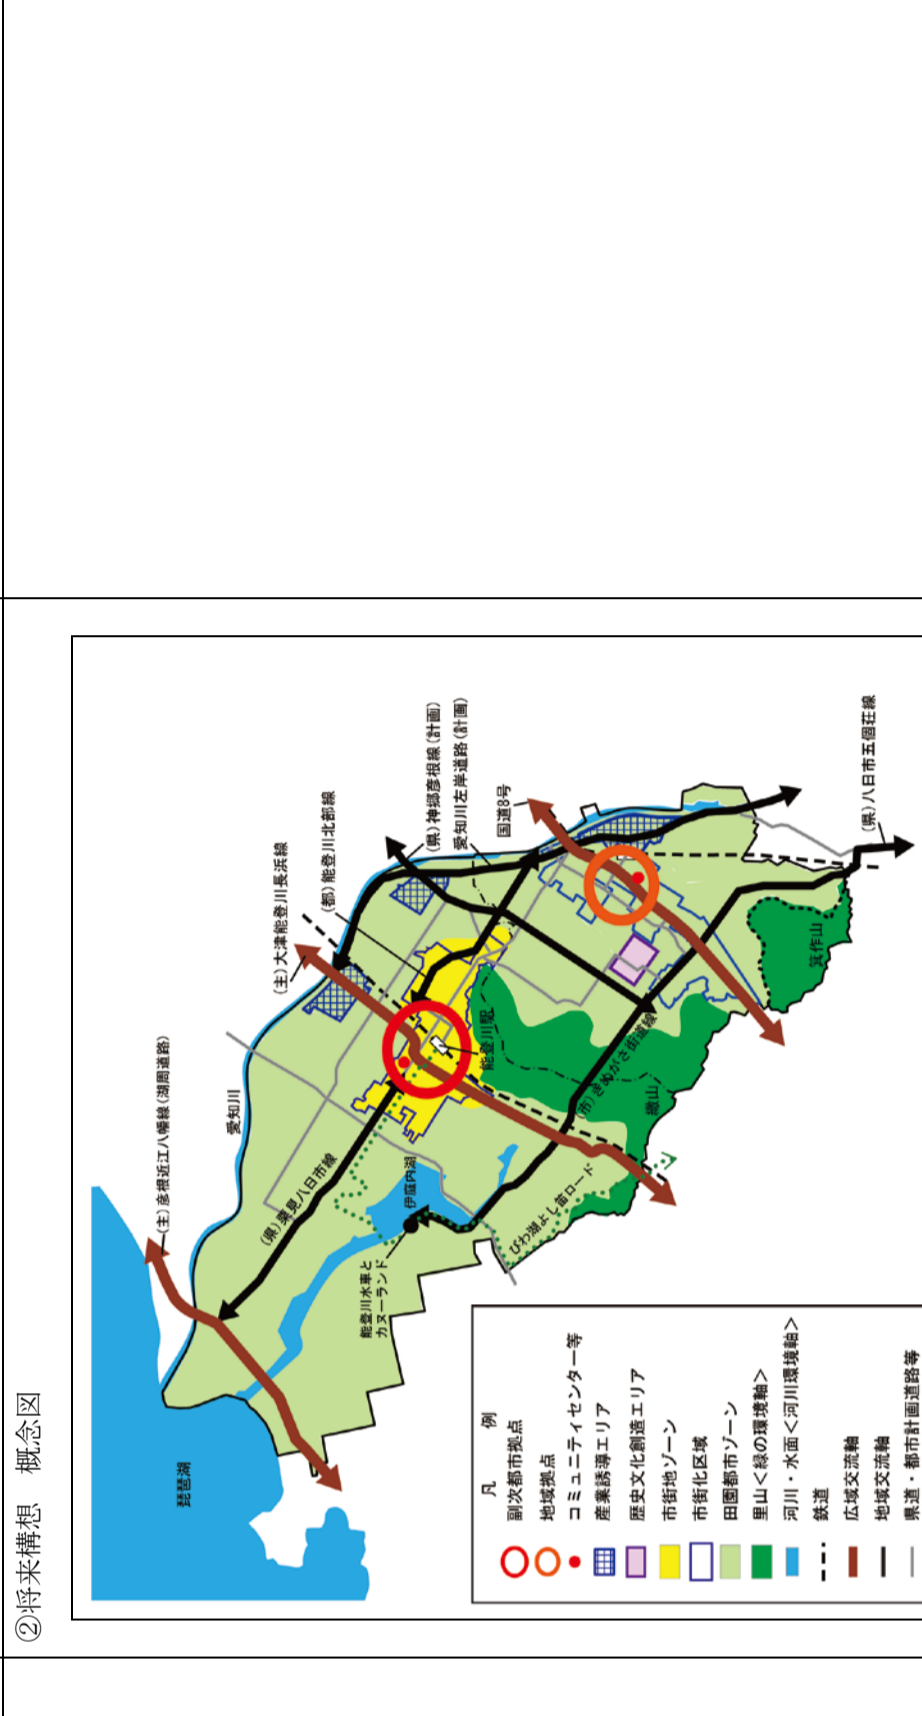 ②将来構想　概念図
琵琶湖
(主)彦根近江八幡線(湖周道路)
愛知川
(主)大津能登川長浜線
(都)能登川北部線
(県)神郷彦根線(計画)
愛知川左岸道路(計画)
国道8号
(県)八日市五個荘線
(県)栗見八日市線
伊庭内湖
能登川水車と
カヌーランド
びわ湖よし笛ロード
能登川駅
(市)きぬがさ街道線
繖山
箕作山
凡　例
副次都市拠点
地域拠点
コミュニティセンター等
産業誘導エリア
歴史文化創造エリア
市街地ゾーン
市街化区域
田園都市ゾーン
里山＜緑の環境軸＞
河川・水面＜河川環境軸＞
鉄道
広域交流軸
地域交流軸
県道・都市計画道路等